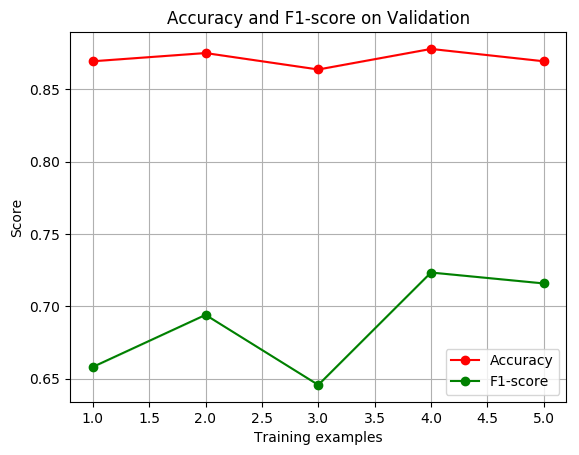 Accuracy and F1-score on Validation
Score
0.85
0.80
0.75
0.70
0.65
Accuracy
F1-score
1.0 1.5 2.0 2.5 3.0 3.5 4.0 4.5 5.0
Training examples